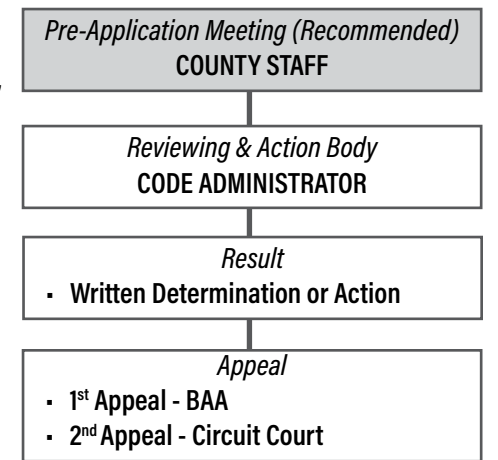 Pre-Application Meeting (Recommended)
COUNTY STAFF
Reviewing & Action Body
CODE ADMINISTRATOR
Result
▪ Written Determination or Action
Appeal
▪ 1st Appeal - BAA
▪ 2nd Appeal - Circuit Court